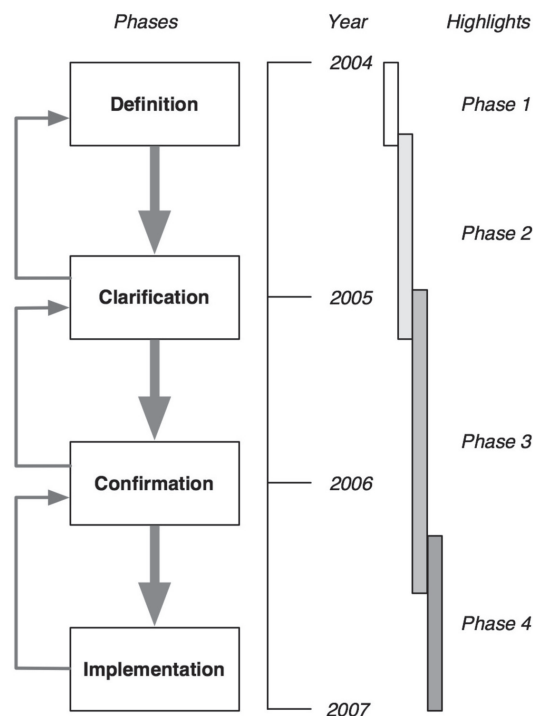 Phases Year Highlights
2004
Definition Phase 1
Phase 2
Clarification 2005
Phase 3
Confirmation 2006
Phase 4
Implementation
2007